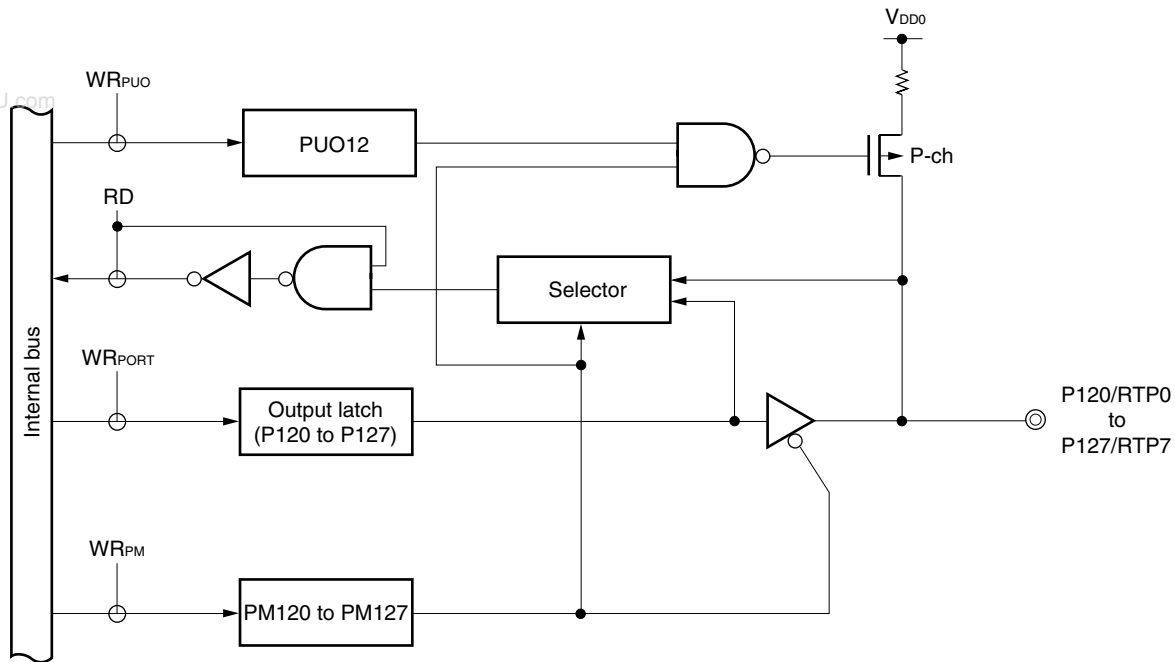 VDD0
WRPUO
U.com
PUO12
P-ch
RD
Selector
Internal bus
WRPORT
Output latch
(P120 to P127)
P120/RTP0
to
P127/RTP7
WRPM
PM120 to PM127